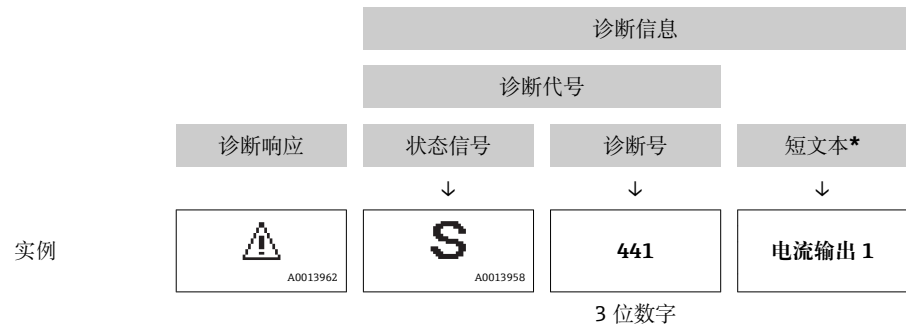 诊断信息
诊断代号
诊断响应 状态信号 诊断号 短文本*
↓ ↓ ↓
实例 S 441 电流输出 1
A0013962 A0013958
3 位数字